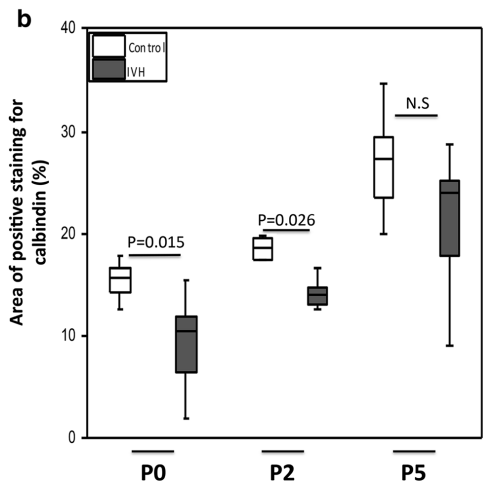 b
40
30
20
10
0
Area of positive staining for
calbindin (%)
Control
IVH
P=0.015
P=0.026
N.S
P0 P2 P5